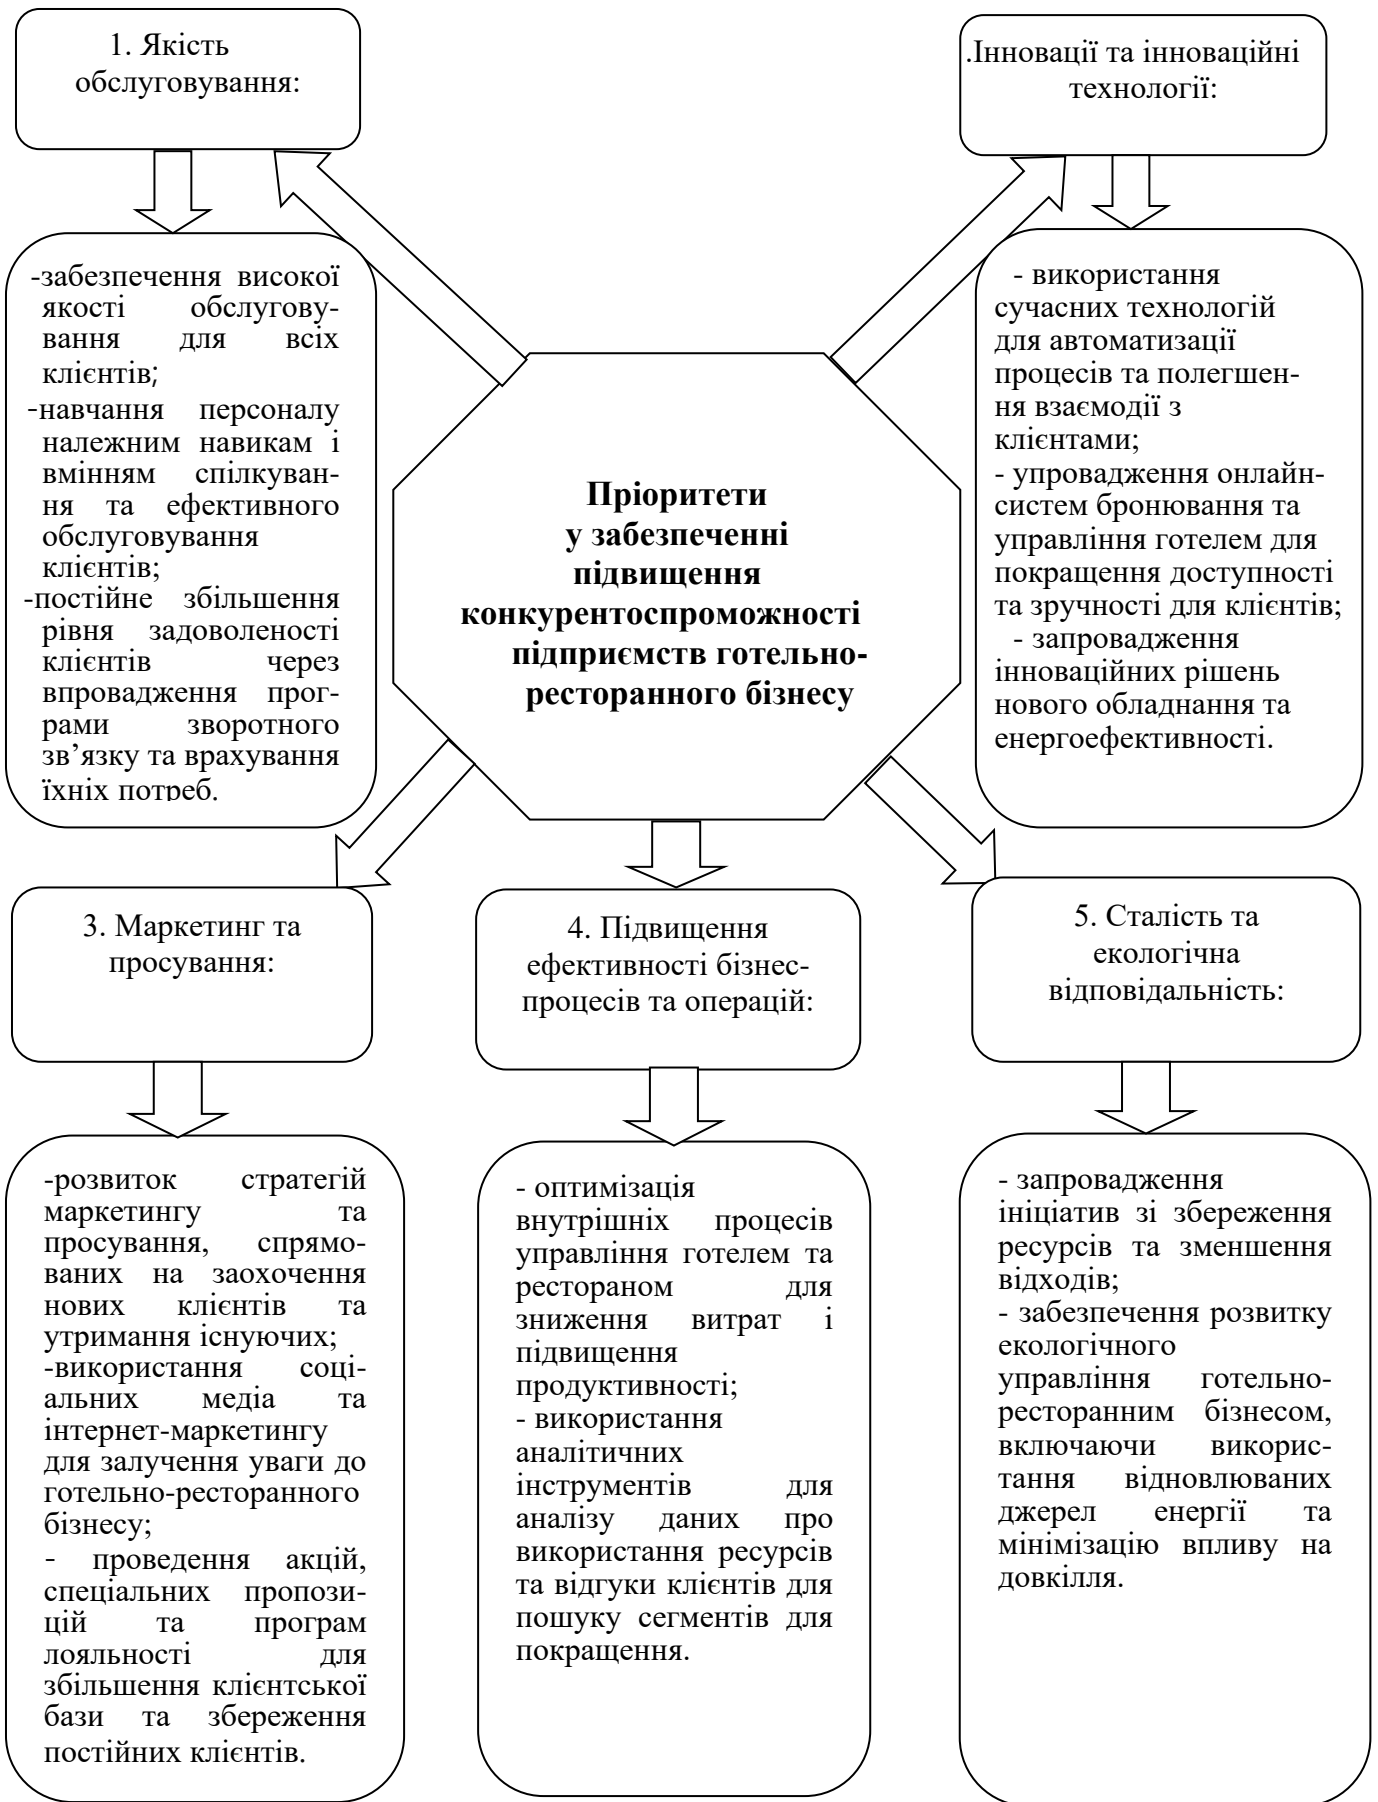 1. Якість
обслуговування:
.Інновації та інноваційні
технології:
-забезпечення високої
якості обслугову-
вання для всіх
клієнтів;
-навчання персоналу
належним навикам і
вмінням спілкуван-
ня та ефективного
обслуговування
клієнтів;
-постійне збільшення
рівня задоволеності
клієнтів через
впровадження прог-
рами зворотного
зв’язку та врахування
їхніх потреб.
Пріоритети
у забезпеченні
підвищення
конкурентоспроможності
підприємств готельно-
ресторанного бізнесу
- використання
сучасних технологій
для автоматизації
процесів та полегшен-
ня взаємодії з
клієнтами;
- упровадження онлайн-
систем бронювання та
управління готелем для
покращення доступності
та зручності для клієнтів;
- запровадження
інноваційних рішень
нового обладнання та
енергоефективності.
3. Маркетинг та
просування:
4. Підвищення
ефективності бізнес-
процесів та операцій:
5. Сталість та
екологічна
відповідальність:
-розвиток стратегій
маркетингу та
просування, спрямо-
ваних на заохочення
нових клієнтів та
утримання існуючих;
-використання соці-
альних медіа та
інтернет-маркетингу
для залучення уваги до
готельно-ресторанного
бізнесу;
- проведення акцій,
спеціальних пропози-
цій та програм
лояльності для
збільшення клієнтської
бази та збереження
постійних клієнтів.
- оптимізація
внутрішніх процесів
управління готелем та
рестораном для
зниження витрат і
підвищення
продуктивності;
- використання
аналітичних
інструментів для
аналізу даних про
використання ресурсів
та відгуки клієнтів для
пошуку сегментів для
покращення.
- запровадження
ініціатив зі збереження
ресурсів та зменшення
відходів;
- забезпечення розвитку
екологічного
управління готельно-
ресторанним бізнесом,
включаючи викорис-
тання відновлюваних
джерел енергії та
мінімізацію впливу на
довкілля.